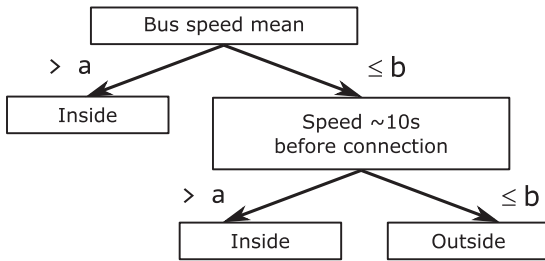 Bus speed mean
> a
≤ b
Inside
Speed ~10s
before connection
> a
≤ b
Inside
Outside